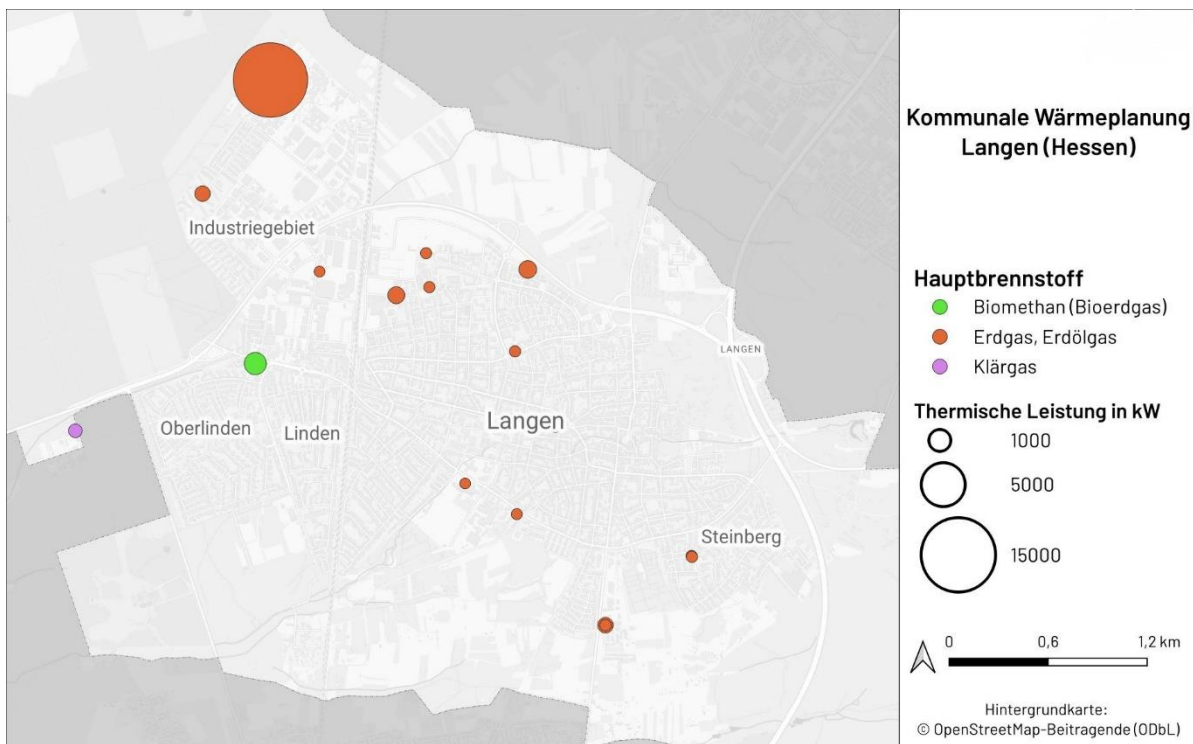 Kommunale Wärmeplanung
Langen (Hessen)
Industriegebiet
LANGEN
Oberlinden
Linden
Langen
Steinberg
Hauptbrennstoff
Biomethan (Bioerdgas)
Erdgas, Erdölgas
Klärgas
Thermische Leistung in kW
1000
5000
15000
0 0,6 1,2 km
Hintergrundkarte:
© OpenStreetMap-Beitragende (ODbL)